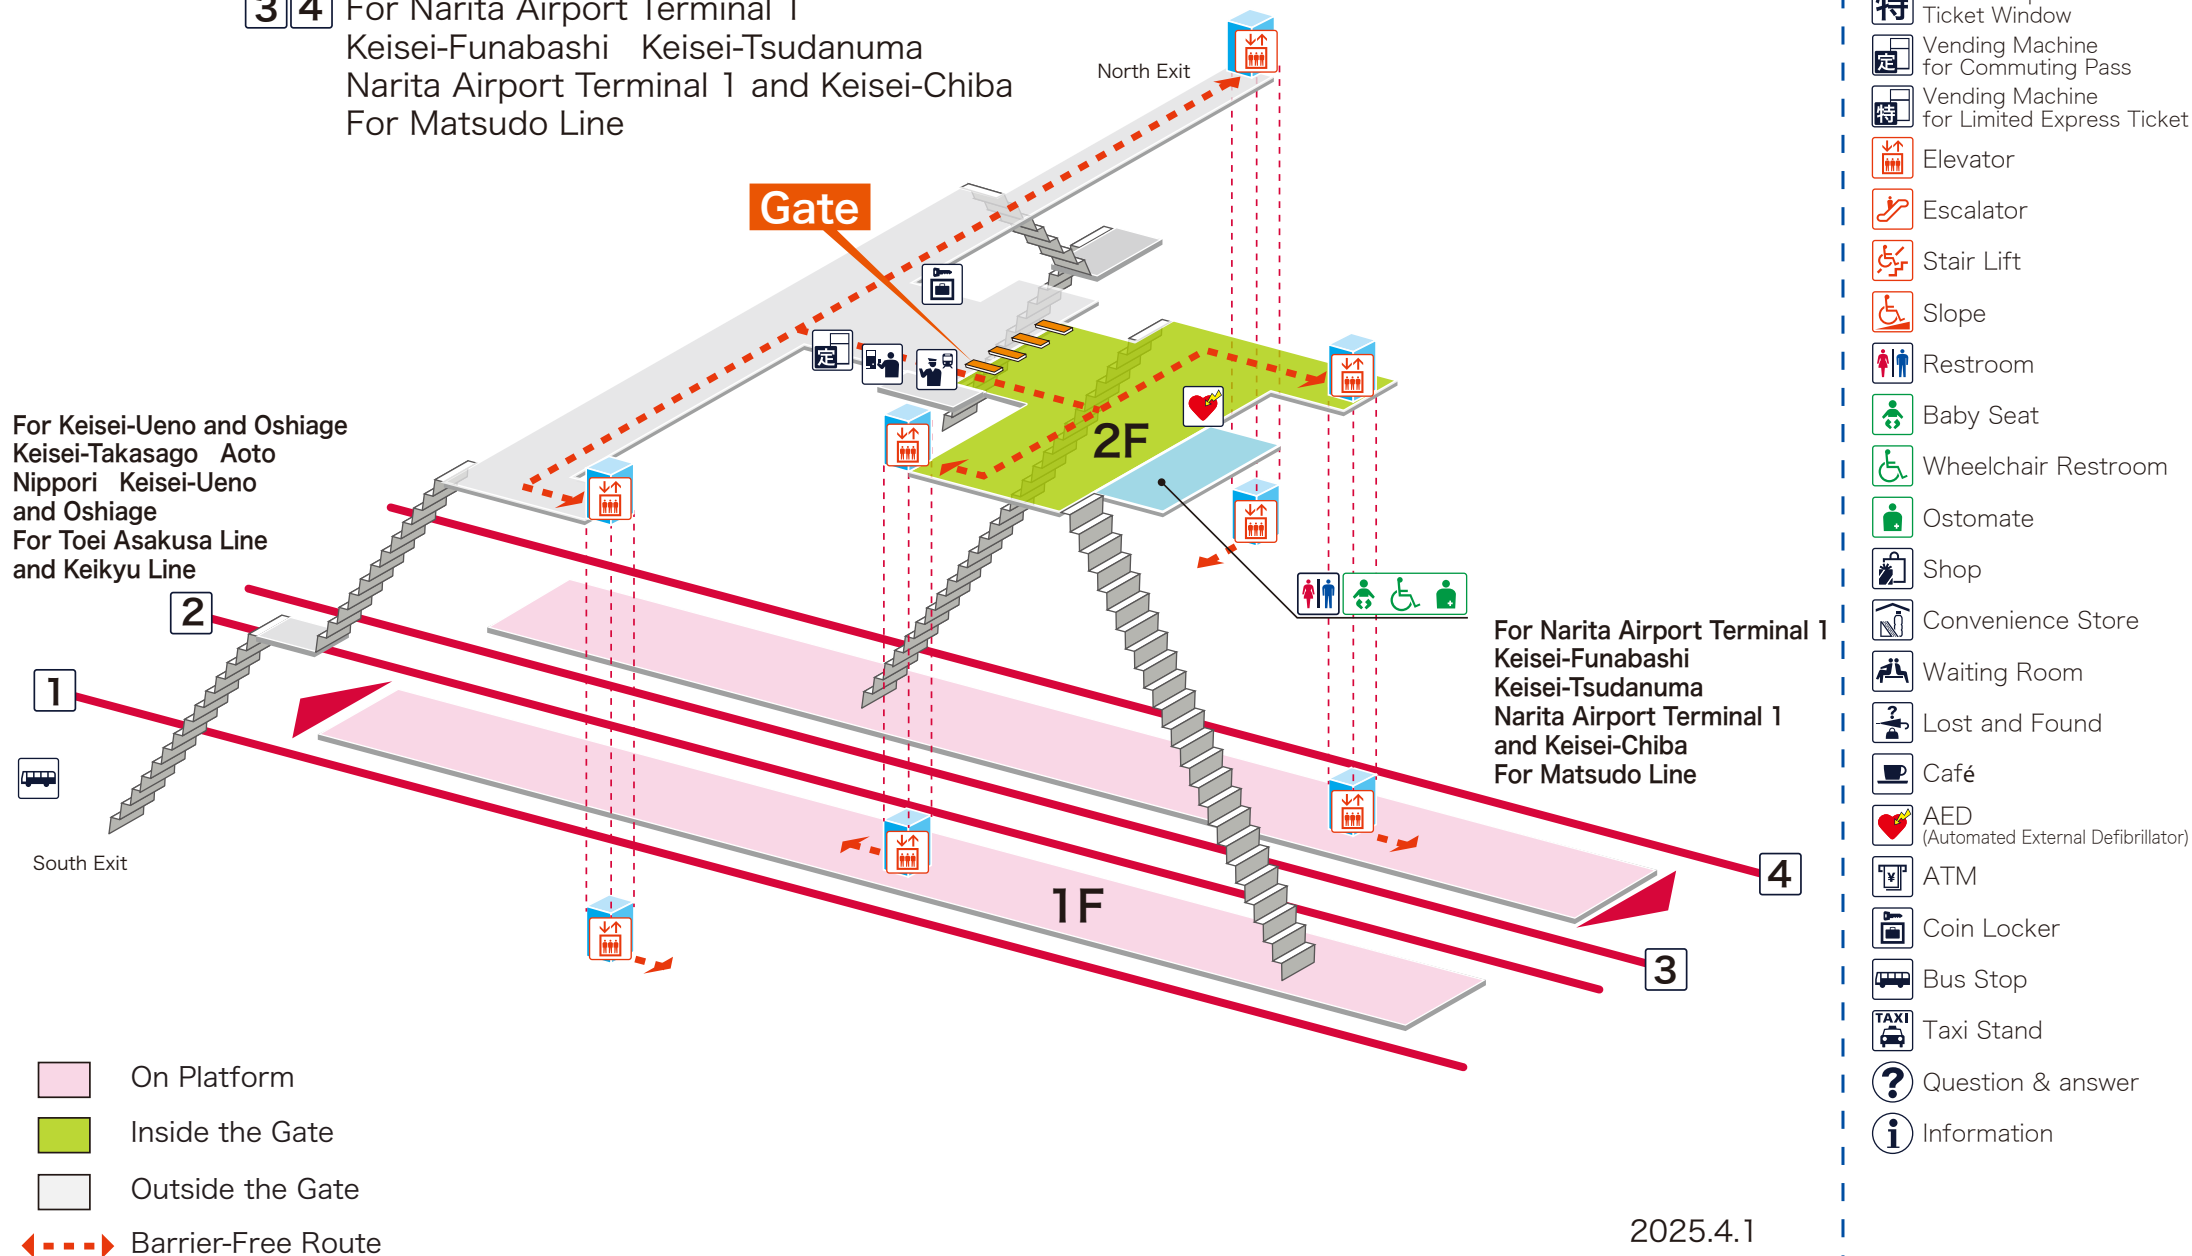 3 4 For Narita Airport Terminal 1
Keisei-Funabashi Keisei-Tsudanuma
Narita Airport Terminal 1 and Keisei-Chiba
For Matsudo Line
North Exit
Gate
定
2F
For Keisei-Ueno and Oshiage
Keisei-Takasago Aoto
Nippori Keisei-Ueno
and Oshiage
For Toei Asakusa Line
and Keikyu Line
2
1
South Exit
For Narita Airport Terminal 1
Keisei-Funabashi
Keisei-Tsudanuma
Narita Airport Terminal 1
and Keisei-Chiba
For Matsudo Line
4
1F
3
On Platform
Inside the Gate
Outside the Gate
Barrier-Free Route
2025.4.1
特
Ticket Window
定
Vending Machine
for Commuting Pass
特
Vending Machine
for Limited Express Ticket
Elevator
Escalator
Stair Lift
Slope
Restroom
Baby Seat
Wheelchair Restroom
Ostomate
Shop
Convenience Store
Waiting Room
?
Lost and Found
Café
AED
(Automated External Defibrillator)
¥
ATM
Coin Locker
Bus Stop
TAXI
Taxi Stand
?
Question & answer
i
Information